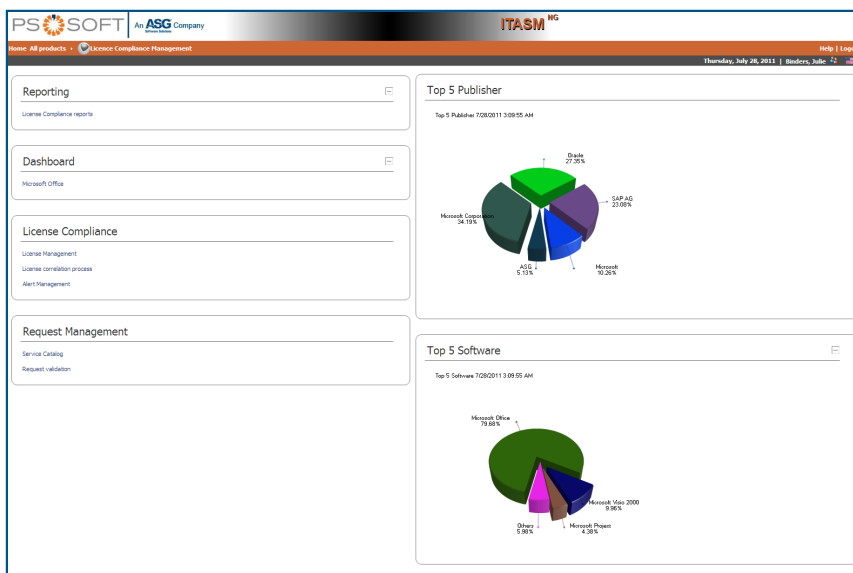 PS SOFT An ASG Company
Software Solutions
ITASM NG
Home All products › Licence Compliance Management
Help | Logo
Thursday, July 28, 2011 | Binders, Julie
Reporting
License Compliance reports
Dashboard
Microsoft Office
License Compliance
License Management
License correlation process
Alert Management
Request Management
Service Catalog
Request validation
Top 5 Publisher
Top 5 Publisher 7/28/2011 3:09:55 AM
Oracle
27.35%
SAP AG
23.08%
Microsoft Corporation
34.19%
ASG
5.13%
Microsoft
10.26%
Top 5 Software
Top 5 Software 7/28/2011 3:09:55 AM
Microsoft Office
79.68%
Microsoft Visio 2000
9.96%
Others
5.98%
Microsoft Project
4.38%